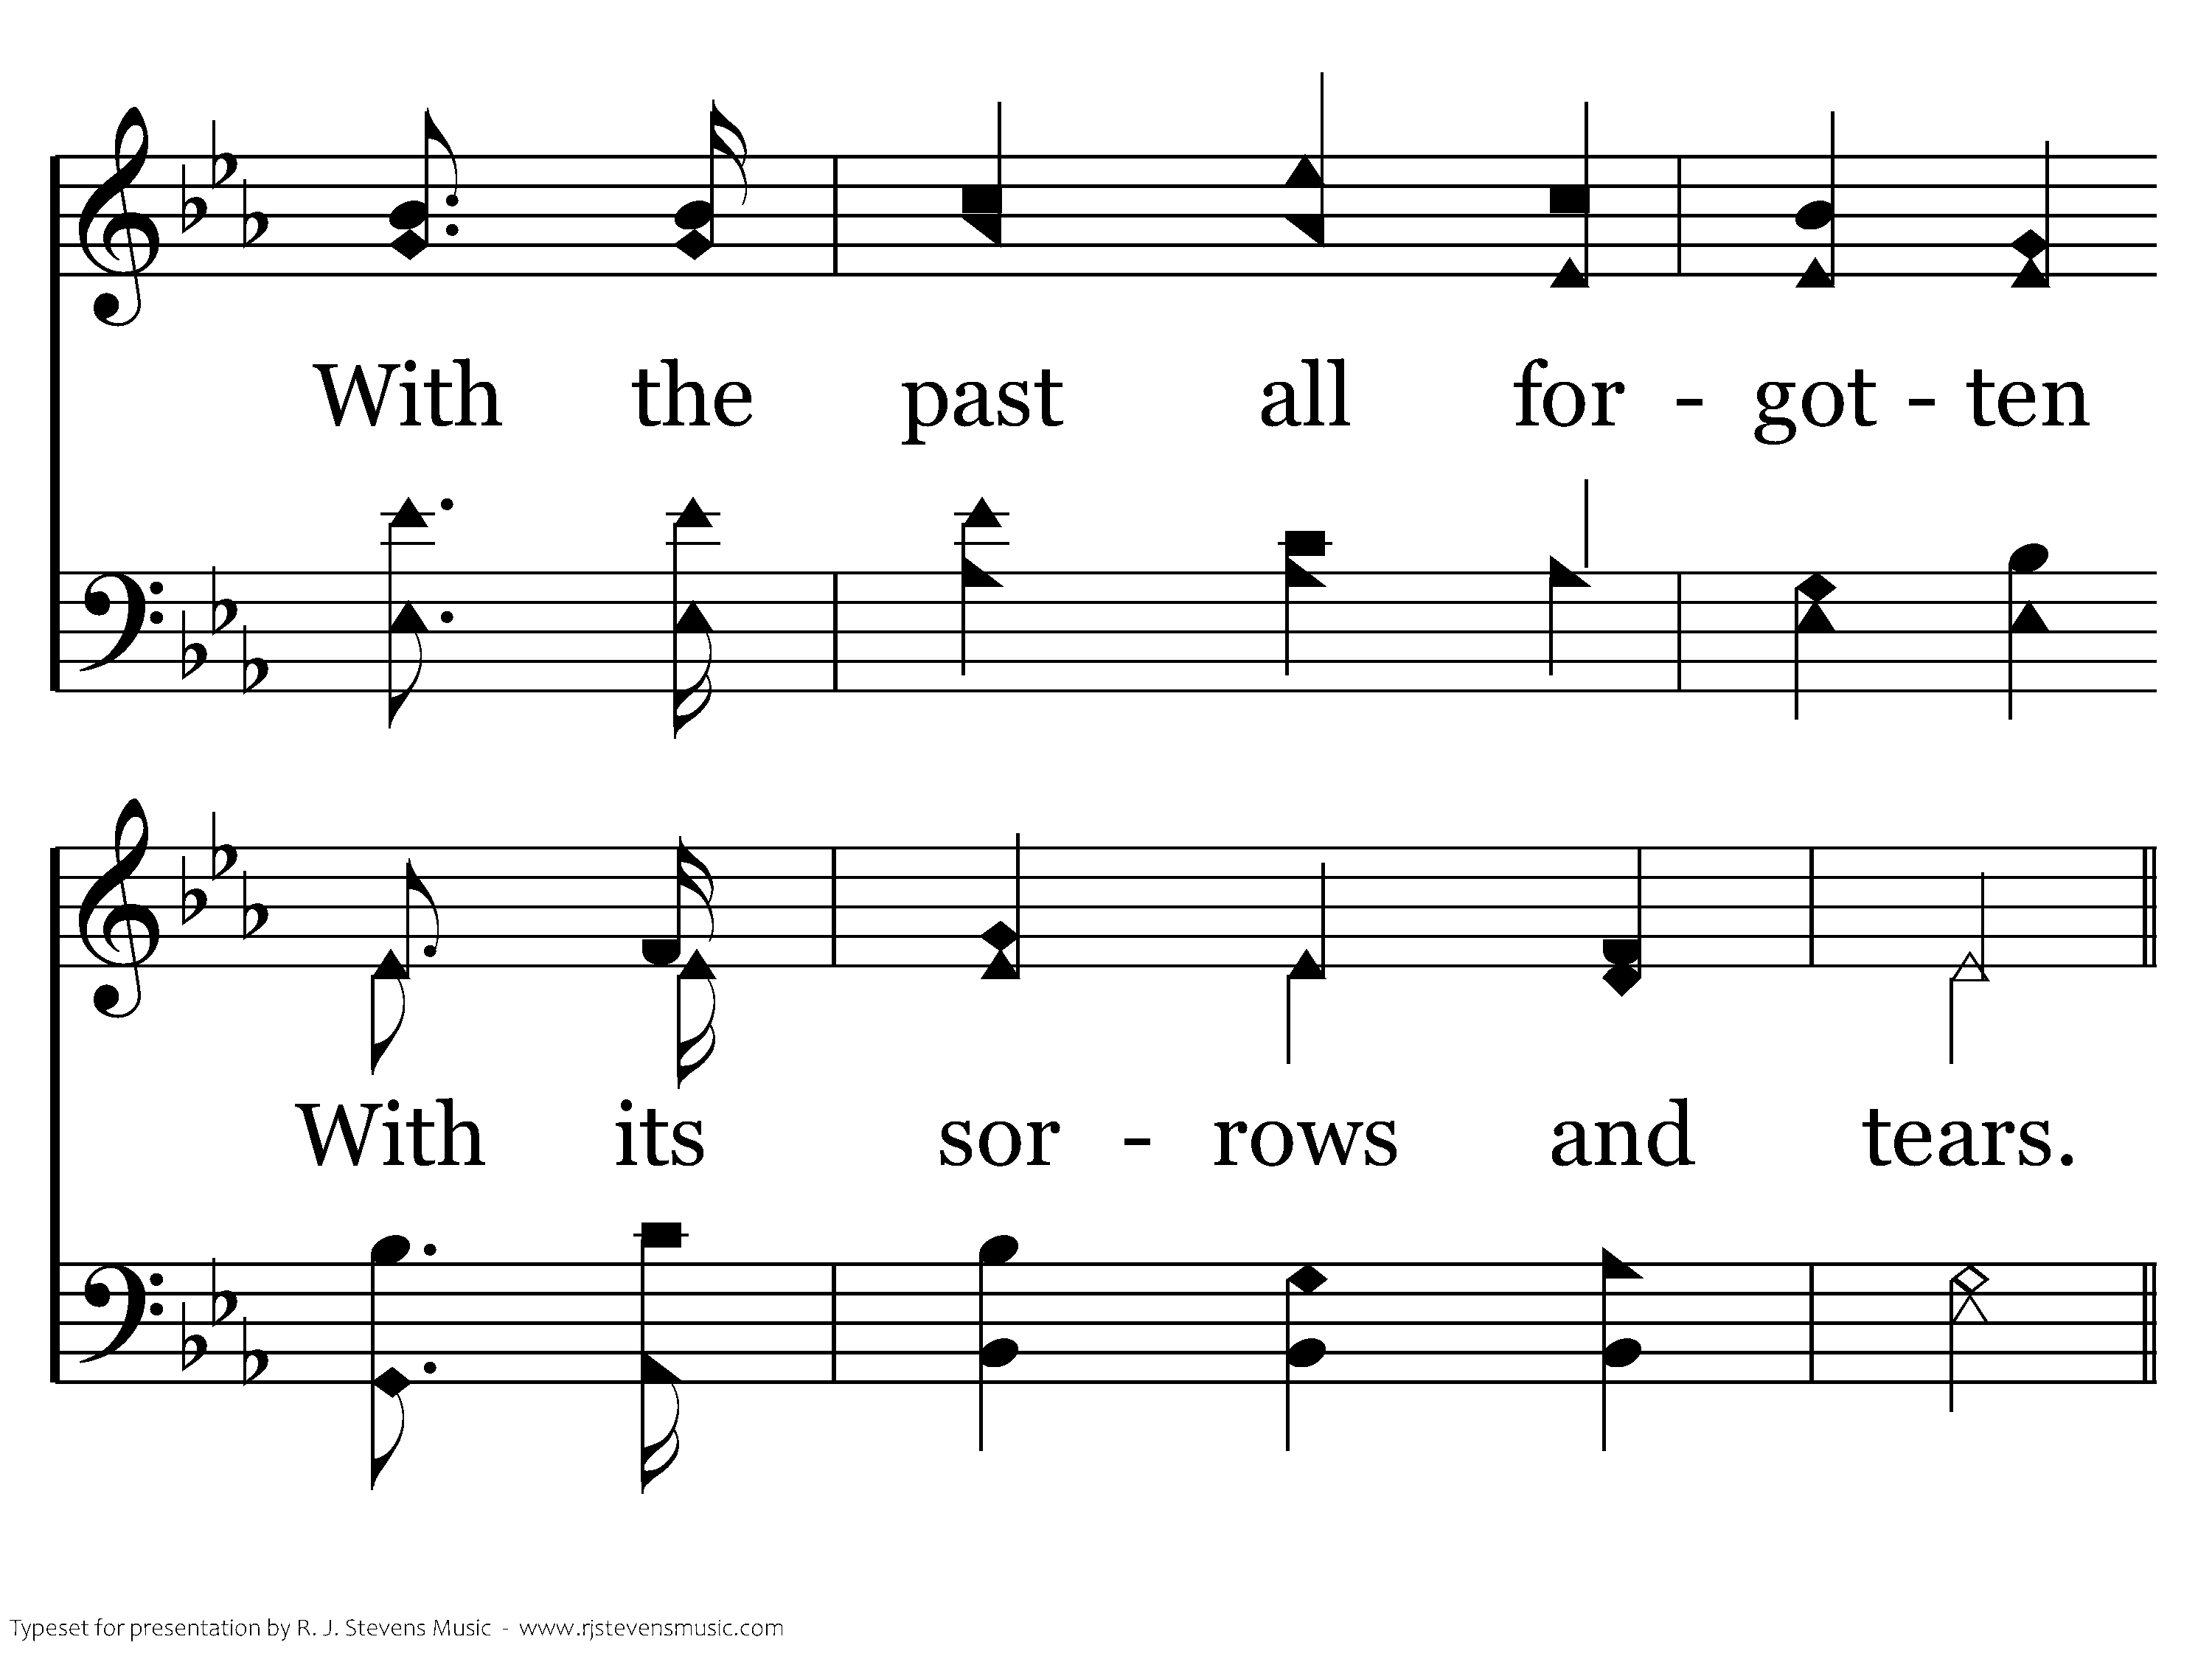 With the past all for - got - ten
With its sor - rows and tears.
Typeset for presentation by R. J. Stevens Music - www.rjstevensmusic.com